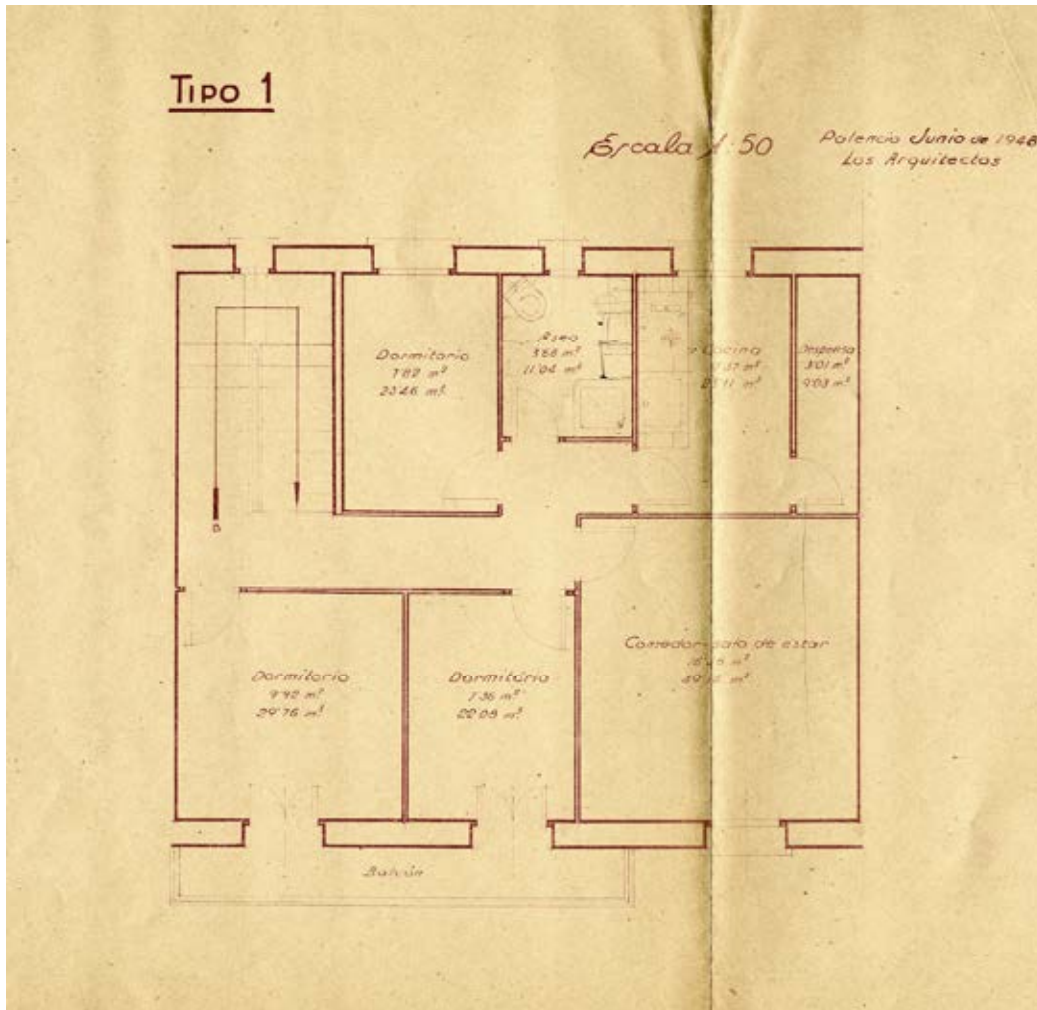 TIPO 1
Escala 1:50
Palencia Junio de 1948
Los Arquitectos
Dormitorio
7'82 m²
23'46 m³
Aseo
3'68 m²
11'04 m³
Cocina
Despensa
3'01 m²
9'03 m³
Dormitorio
9'92 m²
29'76 m³
Dormitório
7'36 m²
22'08 m³
Comedor de estar
Balcón